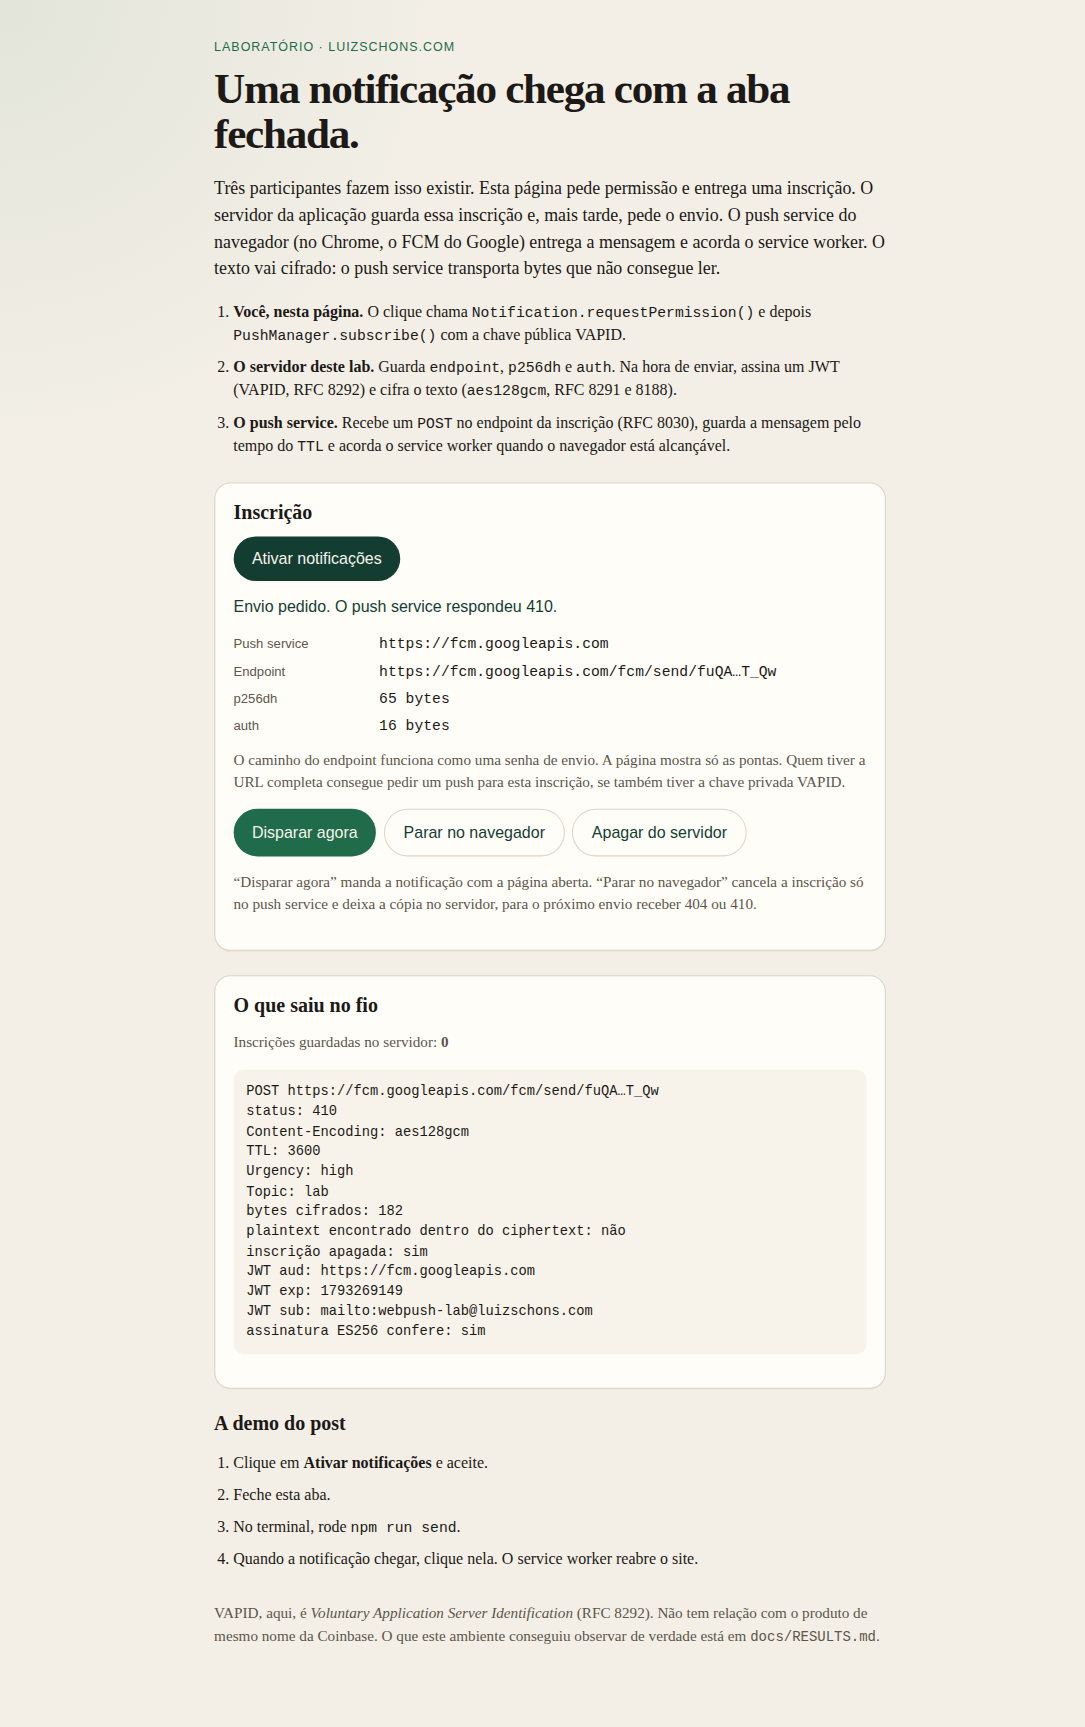 LABORATÓRIO · LUIZSCHONS.COM
Uma notificação chega com a aba
fechada.
Três participantes fazem isso existir. Esta página pede permissão e entrega uma inscrição. O
servidor da aplicação guarda essa inscrição e, mais tarde, pede o envio. O push service do
navegador (no Chrome, o FCM do Google) entrega a mensagem e acorda o service worker. O
texto vai cifrado: o push service transporta bytes que não consegue ler.
1. Você, nesta página. O clique chama Notification.requestPermission() e depois
PushManager.subscribe() com a chave pública VAPID.
2. O servidor deste lab. Guarda endpoint, p256dh e auth. Na hora de enviar, assina um JWT
(VAPID, RFC 8292) e cifra o texto (aes128gcm, RFC 8291 e 8188).
3. O push service. Recebe um POST no endpoint da inscrição (RFC 8030), guarda a mensagem pelo
tempo do TTL e acorda o service worker quando o navegador está alcançável.
Inscrição
Ativar notificações
Envio pedido. O push service respondeu 410.
Push service https://fcm.googleapis.com
Endpoint https://fcm.googleapis.com/fcm/send/fuQA…T_Qw
p256dh 65 bytes
auth 16 bytes
O caminho do endpoint funciona como uma senha de envio. A página mostra só as pontas. Quem tiver a
URL completa consegue pedir um push para esta inscrição, se também tiver a chave privada VAPID.
Disparar agora Parar no navegador Apagar do servidor
“Disparar agora” manda a notificação com a página aberta. “Parar no navegador” cancela a inscrição só
no push service e deixa a cópia no servidor, para o próximo envio receber 404 ou 410.
O que saiu no fio
Inscrições guardadas no servidor: 0
POST https://fcm.googleapis.com/fcm/send/fuQA…T_Qw
status: 410
Content-Encoding: aes128gcm
TTL: 3600
Urgency: high
Topic: lab
bytes cifrados: 182
plaintext encontrado dentro do ciphertext: não
inscrição apagada: sim
JWT aud: https://fcm.googleapis.com
JWT exp: 1793269149
JWT sub: mailto:webpush-lab@luizschons.com
assinatura ES256 confere: sim
A demo do post
1. Clique em Ativar notificações e aceite.
2. Feche esta aba.
3. No terminal, rode npm run send.
4. Quando a notificação chegar, clique nela. O service worker reabre o site.
VAPID, aqui, é Voluntary Application Server Identification (RFC 8292). Não tem relação com o produto de
mesmo nome da Coinbase. O que este ambiente conseguiu observar de verdade está em docs/RESULTS.md.